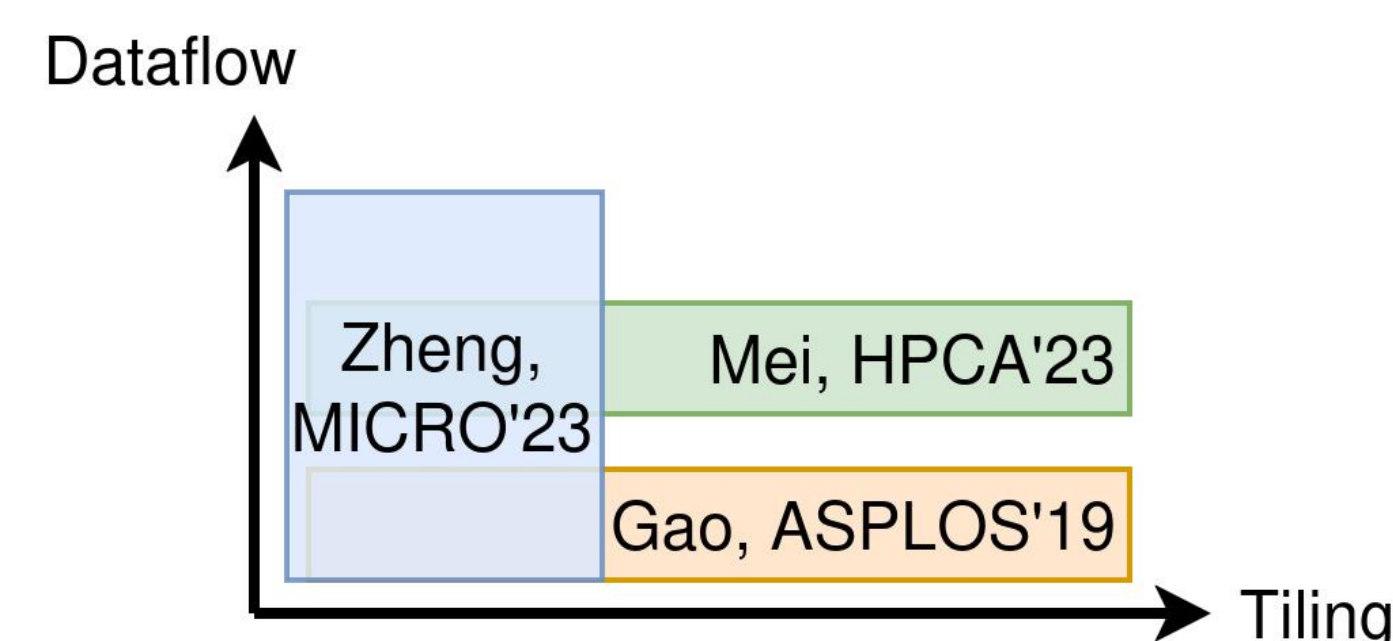 Dataflow
Zheng,
MICRO'23
Mei, HPCA'23
Gao, ASPLOS'19
Tiling